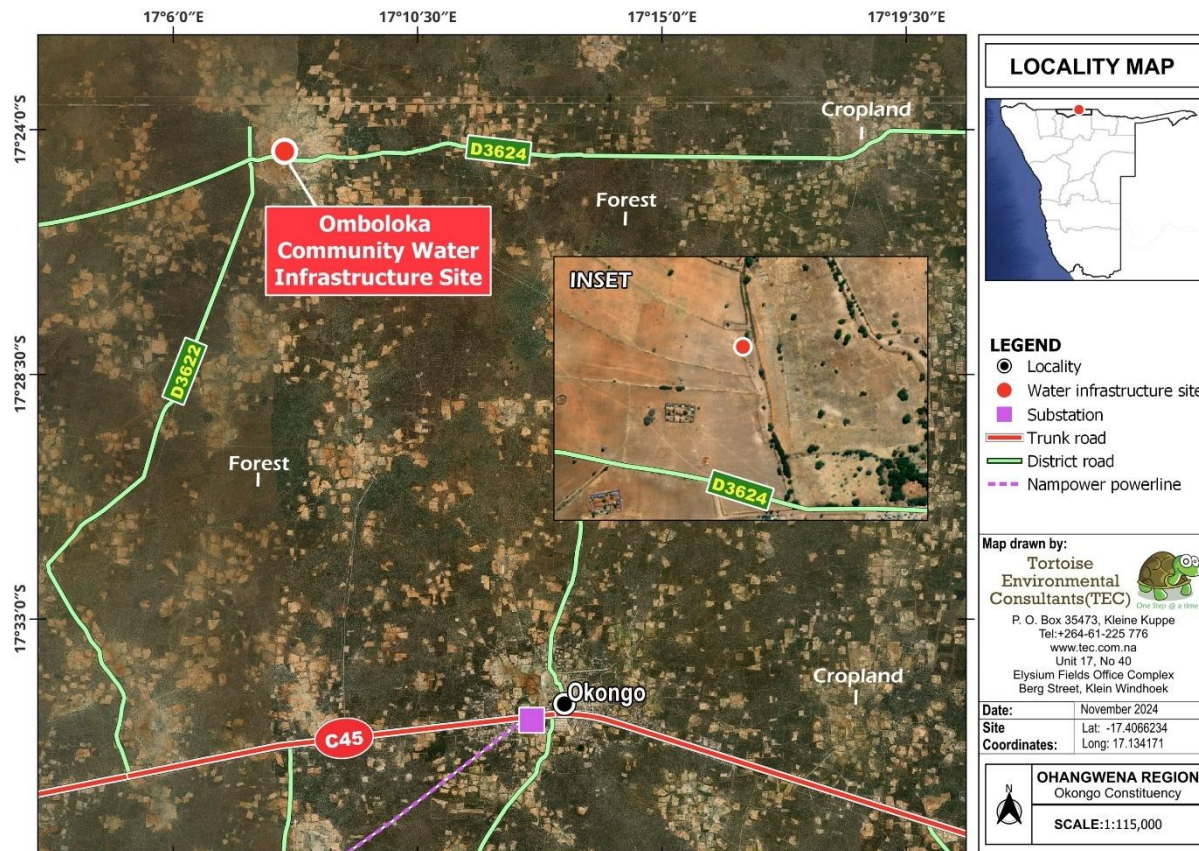 17°6′0″E
17°10′30″E
17°15′0″E
17°19′30″E
17°24′0″S
17°28′30″S
17°33′0″S
Cropland
D3624
Forest
Omboloka
Community Water
Infrastructure Site
INSET
D3622
D3624
Forest
Cropland
Okongo
C45
LOCALITY MAP
LEGEND
Locality
Water infrastructure site
Substation
Trunk road
District road
Nampower powerline
Map drawn by:
Tortoise
Environmental
Consultants(TEC)
One Step @ a time
P. O. Box 35473, Kleine Kuppe
Tel:+264-61-225 776
www.tec.com.na
Unit 17, No 40
Elysium Fields Office Complex
Berg Street, Klein Windhoek
Date: November 2024
Site Lat: -17.4066234
Coordinates: Long: 17.134171
N
OHANGWENA REGION
Okongo Constituency
SCALE:1:115,000